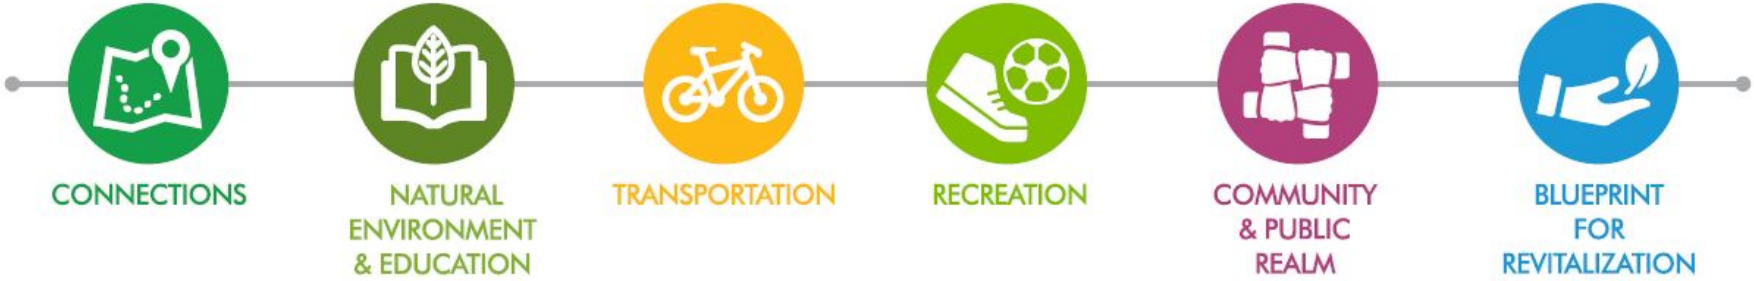 CONNECTIONS
NATURAL
ENVIRONMENT
& EDUCATION
TRANSPORTATION
RECREATION
COMMUNITY
& PUBLIC
REALM
BLUEPRINT
FOR
REVITALIZATION